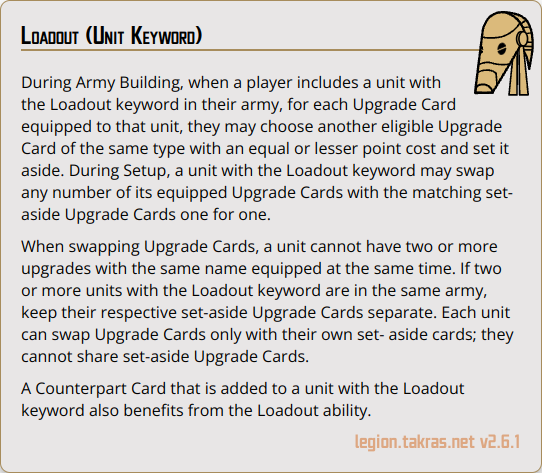 Loadout (Unit Keyword)
During Army Building, when a player includes a unit with
the Loadout keyword in their army, for each Upgrade Card
equipped to that unit, they may choose another eligible Upgrade
Card of the same type with an equal or lesser point cost and set it
aside. During Setup, a unit with the Loadout keyword may swap
any number of its equipped Upgrade Cards with the matching set-
aside Upgrade Cards one for one.
When swapping Upgrade Cards, a unit cannot have two or more
upgrades with the same name equipped at the same time. If two
or more units with the Loadout keyword are in the same army,
keep their respective set-aside Upgrade Cards separate. Each unit
can swap Upgrade Cards only with their own set- aside cards; they
cannot share set-aside Upgrade Cards.
A Counterpart Card that is added to a unit with the Loadout
keyword also benefits from the Loadout ability.
legion.takras.net v2.6.1